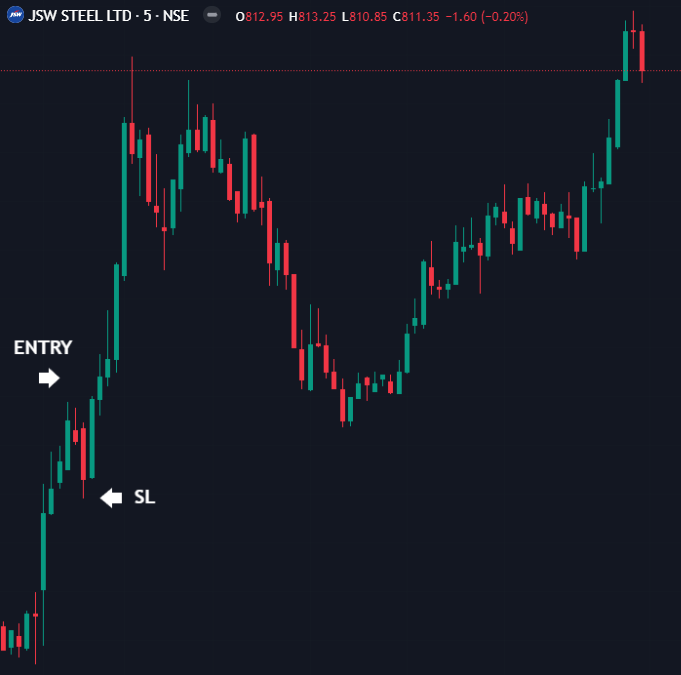 JSW JSW STEEL LTD · 5 · NSE O812.95 H813.25 L810.85 C811.35 −1.60 (−0.20%)
ENTRY
SL